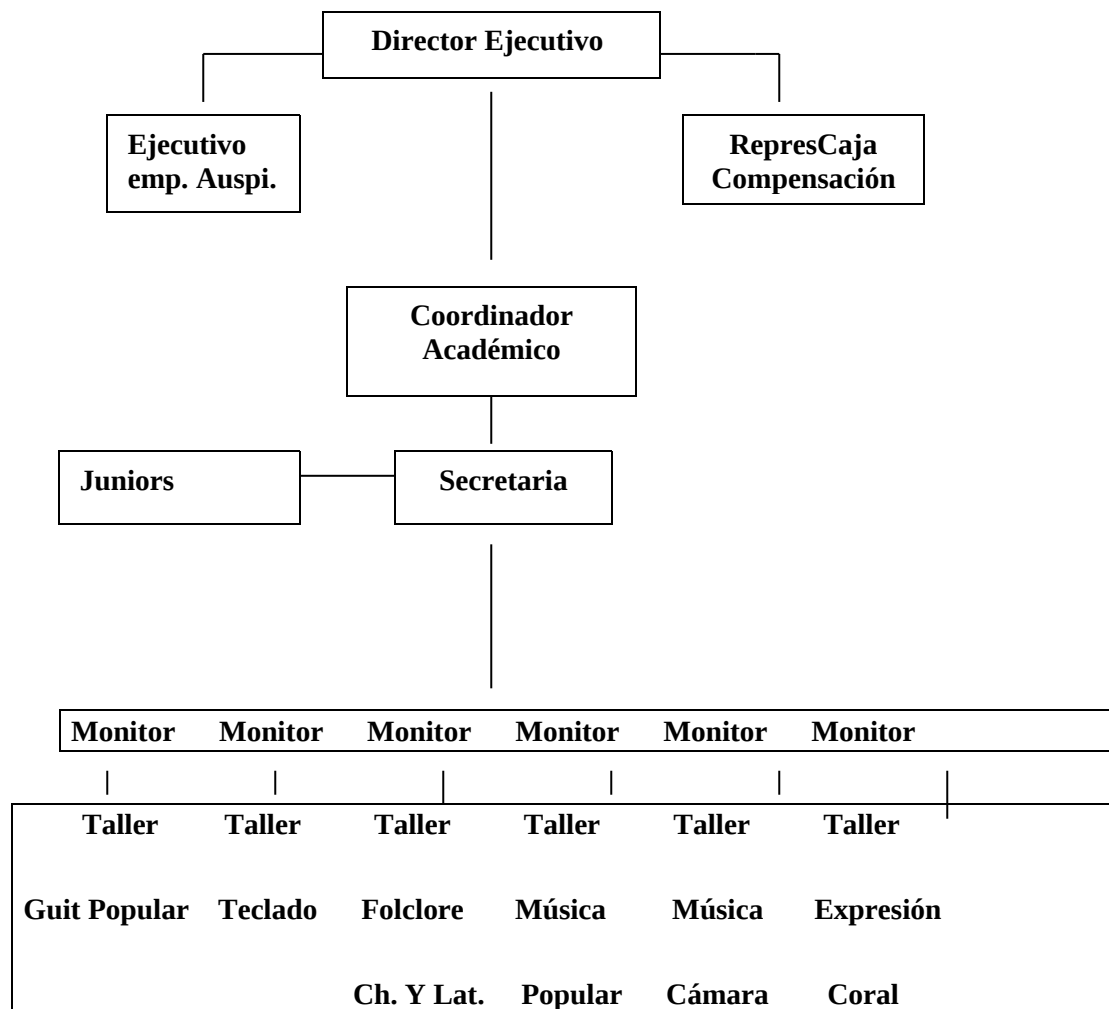 Director Ejecutivo
Ejecutivo
emp. Auspi.
RepresCaja
Compensación
Coordinador
Académico
Juniors
Secretaria
Monitor Monitor Monitor Monitor Monitor Monitor
Taller Taller Taller Taller Taller Taller
Guit Popular Teclado Folclore Música Música Expresión
Ch. Y Lat. Popular Cámara Coral